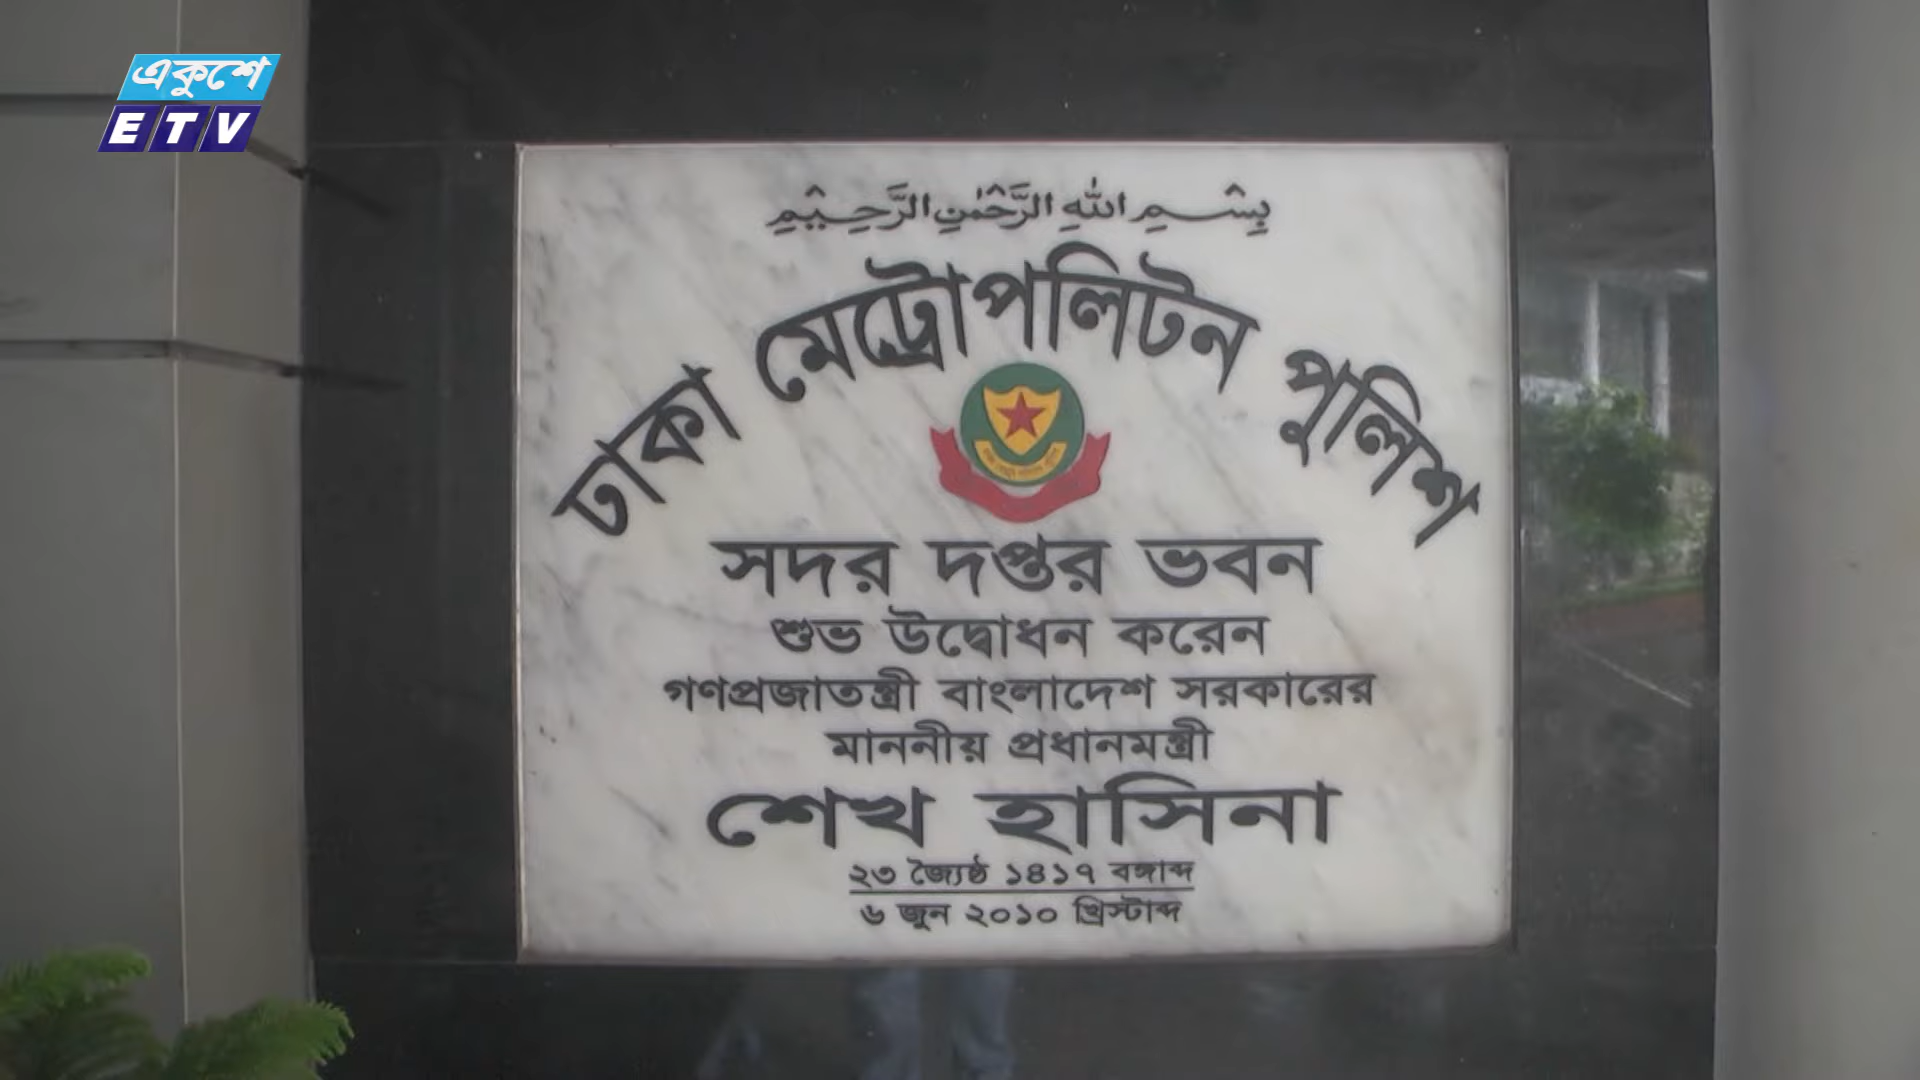 একুশে
ETV
بِسْمِ اللهِ الرَّحْمٰنِ الرَّحِيْمِ
ঢাকা মেট্রোপলিটন পুলিশ
সদর দপ্তর ভবন
শুভ উদ্বোধন করেন
গণপ্রজাতন্ত্রী বাংলাদেশ সরকারের
মাননীয় প্রধানমন্ত্রী
শেখ হাসিনা
২৩ জ্যৈষ্ঠ ১৪১৭ বঙ্গাব্দ
৬ জুন ২০১০ খ্রিস্টাব্দ